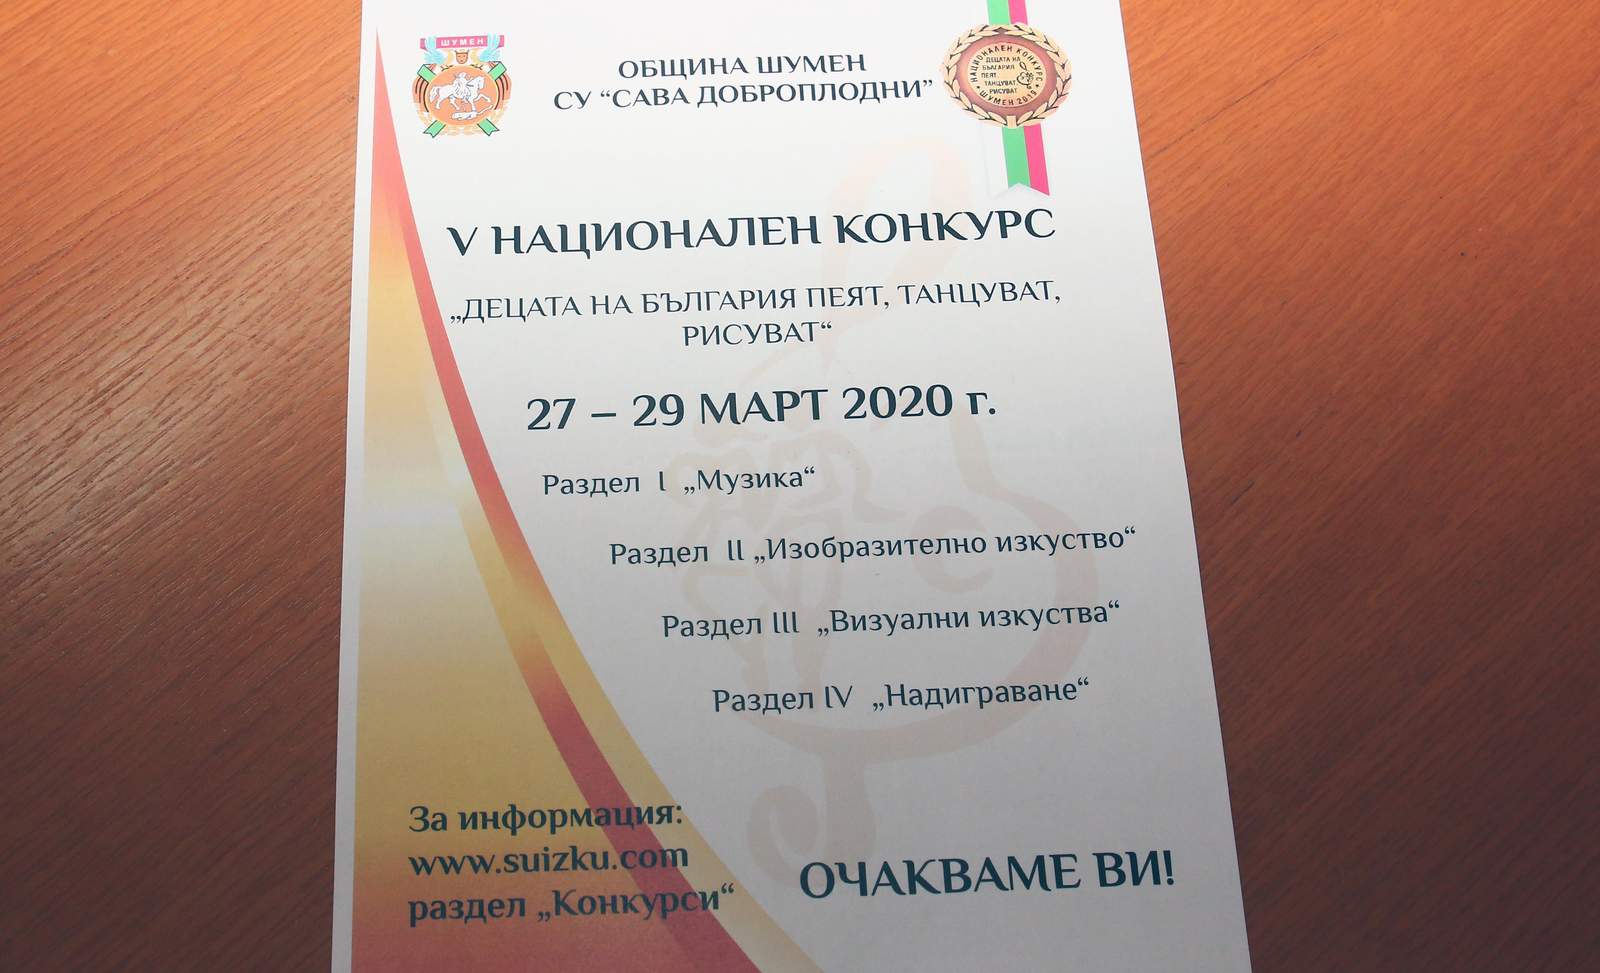 ШУМЕН
ОБЩИНА ШУМЕН
СУ “САВА ДОБРОПЛОДНИ”
НАЦИОНАЛЕН КОНКУРС
ДЕЦАТА НА
БЪЛГАРИЯ
ПЕЯТ,
ТАНЦУВАТ,
РИСУВАТ
ШУМЕН 2019
V НАЦИОНАЛЕН КОНКУРС
„ДЕЦАТА НА БЪЛГАРИЯ ПЕЯТ, ТАНЦУВАТ,
РИСУВАТ“
27 – 29 МАРТ 2020 г.
Раздел I „Музика“
Раздел II „Изобразително изкуство“
Раздел III „Визуални изкуства“
Раздел IV „Надиграване“
За информация:
www.suizku.com
раздел „Конкурси“
ОЧАКВАМЕ ВИ!